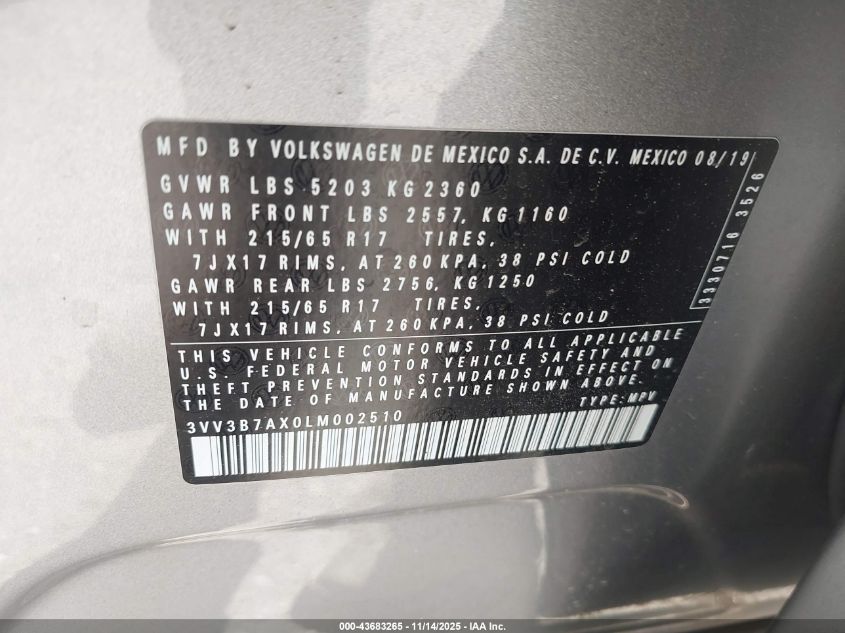 MFD BY VOLKSWAGEN DE MEXICO S.A. DE C.V. MEXICO 08/19
GVWR LBS 5203 KG 2360
GAWR FRONT LBS 2557, KG 1160
WITH 215/65 R17 TIRES,
7JX17 RIMS, AT 260 KPA, 38 PSI COLD
GAWR REAR LBS 2756, KG 1250
WITH 215/65 R17 TIRES,
7JX17 RIMS, AT 260 KPA, 38 PSI COLD
THIS VEHICLE CONFORMS TO ALL APPLICABLE
U.S. FEDERAL MOTOR VEHICLE SAFETY AND
THEFT PREVENTION STANDARDS IN EFFECT ON
THE DATE OF MANUFACTURE SHOWN ABOVE.
TYPE: MPV
3VV3B7AX0LM002510
3330716 3526
000-43683265 - 11/14/2025 - IAA Inc.